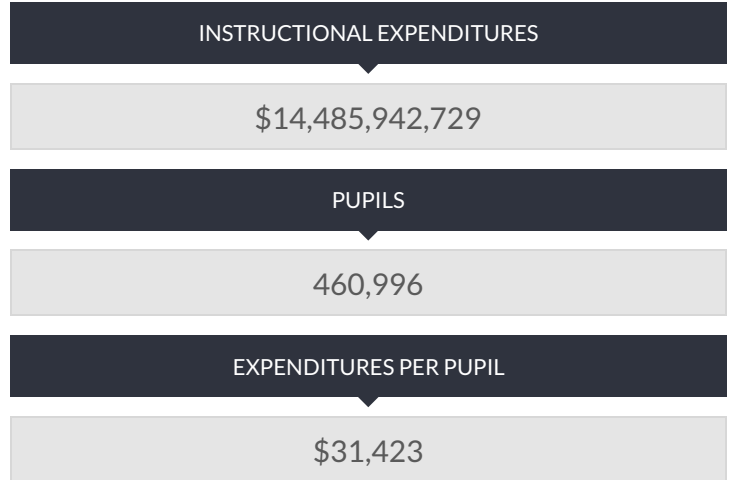 INSTRUCTIONAL EXPENDITURES
$14,485,942,729
PUPILS
460,996
EXPENDITURES PER PUPIL
$31,423